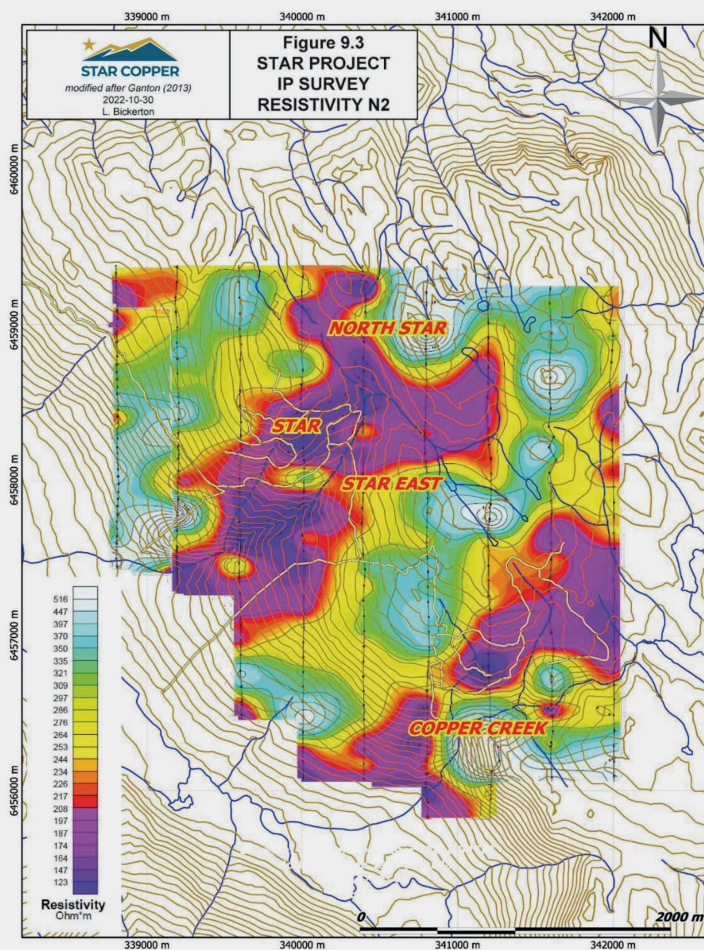 339000 m
340000 m
341000 m
342000 m
STAR COPPER
modified after Ganton (2013)
2022-10-30
L. Bickerton
Figure 9.3
STAR PROJECT
IP SURVEY
RESISTIVITY N2
N
6460000 m
6459000 m
NORTH STAR
STAR
STAR EAST
6458000 m
6457000 m
COPPER CREEK
6456000 m
516
447
397
370
350
335
321
309
297
286
276
264
253
244
234
226
217
208
197
187
174
164
147
123
Resistivity
Ohm*m
0
2000 m
339000 m
340000 m
341000 m
342000 m